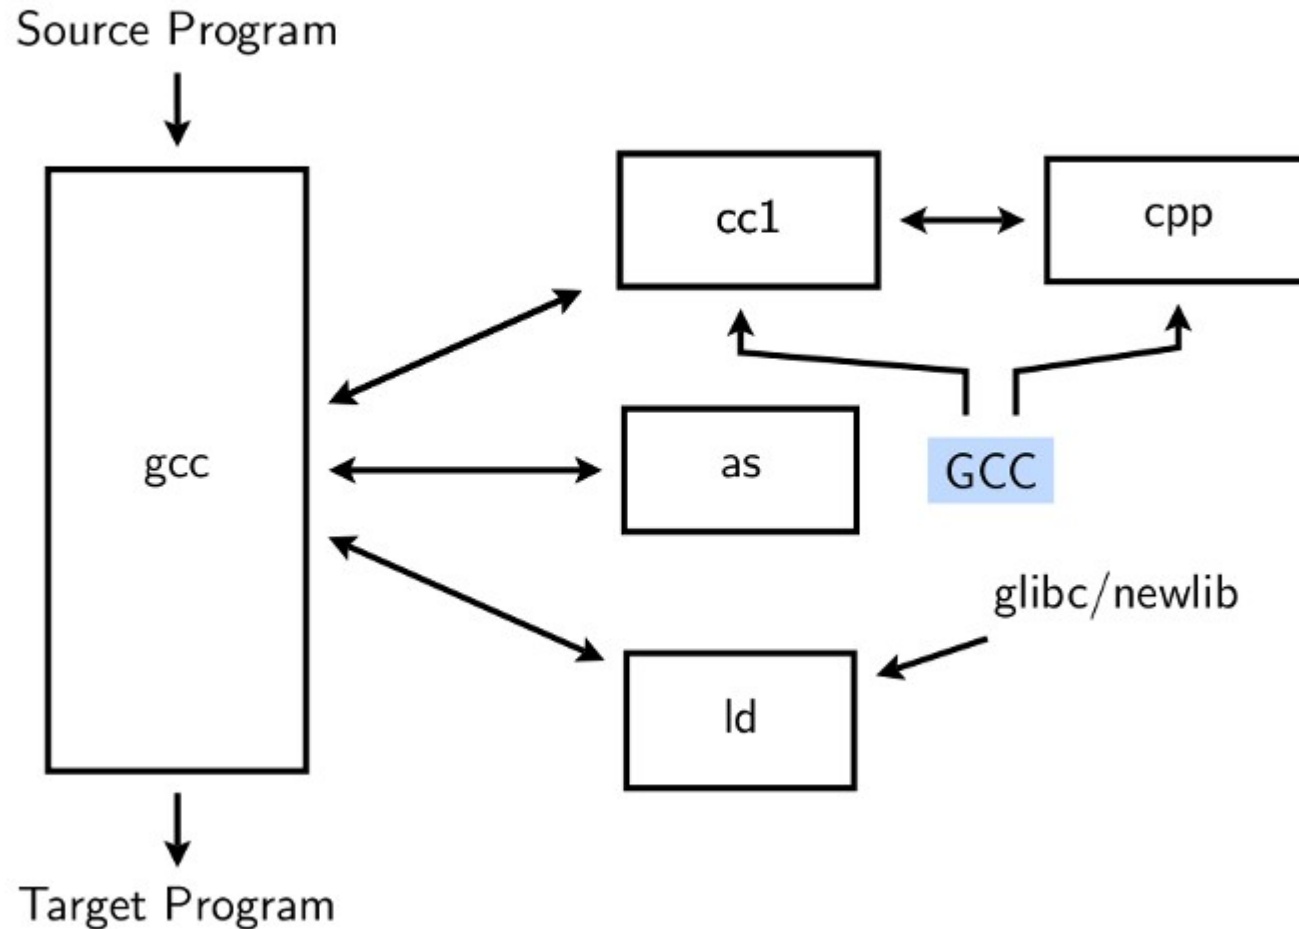 Source Program
cc1
cpp
gcc
as
GCC
glibc/newlib
ld
Target Program